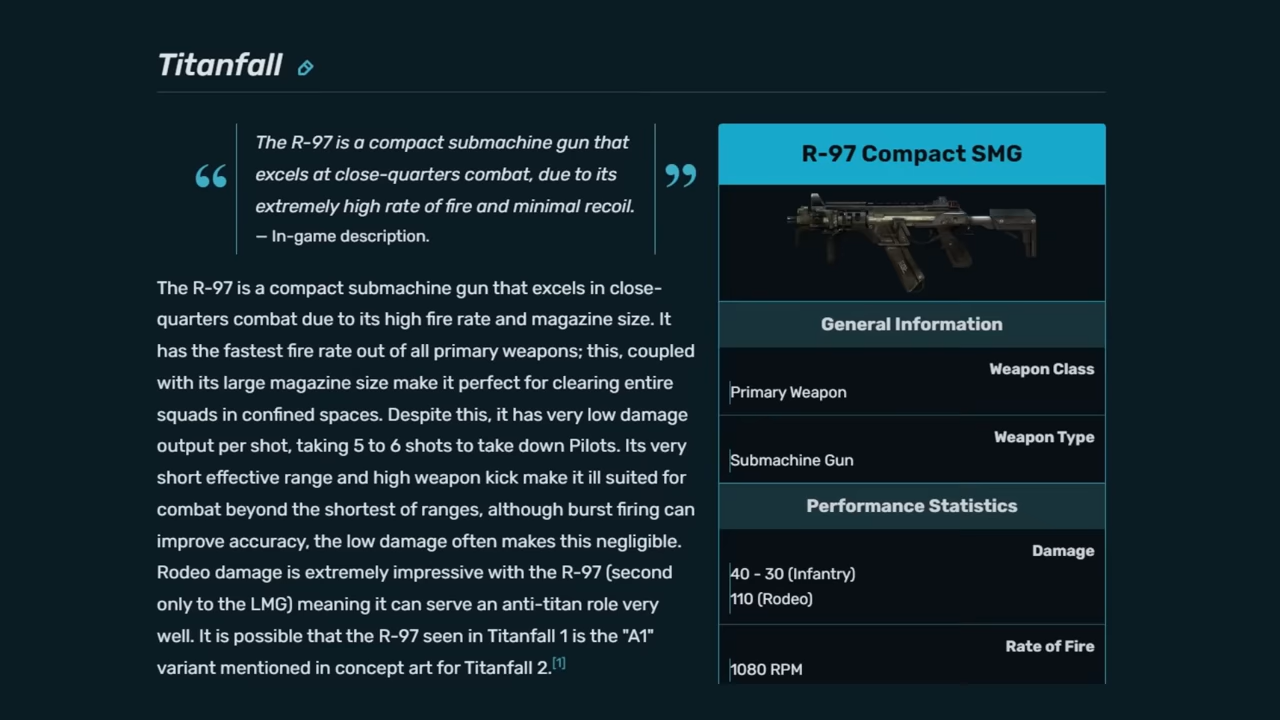 Titanfall
“ The R-97 is a compact submachine gun that ”
excels at close-quarters combat, due to its
extremely high rate of fire and minimal recoil.
— In-game description.
The R-97 is a compact submachine gun that excels in close-
quarters combat due to its high fire rate and magazine size. It
has the fastest fire rate out of all primary weapons; this, coupled
with its large magazine size make it perfect for clearing entire
squads in confined spaces. Despite this, it has very low damage
output per shot, taking 5 to 6 shots to take down Pilots. Its very
short effective range and high weapon kick make it ill suited for
combat beyond the shortest of ranges, although burst firing can
improve accuracy, the low damage often makes this negligible.
Rodeo damage is extremely impressive with the R-97 (second
only to the LMG) meaning it can serve an anti-titan role very
well. It is possible that the R-97 seen in Titanfall 1 is the "A1"
variant mentioned in concept art for Titanfall 2.[1]
R-97 Compact SMG
General Information
Weapon Class
Primary Weapon
Weapon Type
Submachine Gun
Performance Statistics
Damage
40 - 30 (Infantry)
110 (Rodeo)
Rate of Fire
1080 RPM